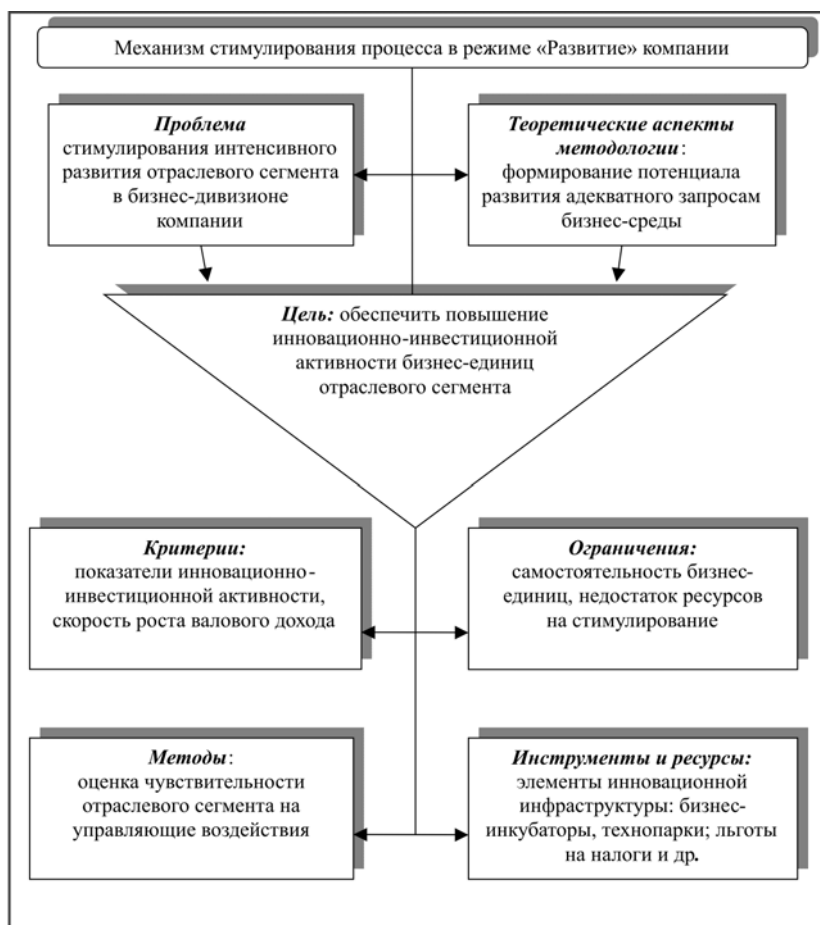 Механизм стимулирования процесса в режиме «Развитие» компании
Проблема
стимулирования интенсивного
развития отраслевого сегмента
в бизнес-дивизионе
компании
Теоретические аспекты
методологии:
формирование потенциала
развития адекватного запросам
бизнес-среды
Цель: обеспечить повышение
инновационно-инвестиционной
активности бизнес-единиц
отраслевого сегмента
Критерии:
показатели инновационно-
инвестиционной активности,
скорость роста валового дохода
Ограничения:
самостоятельность бизнес-
единиц, недостаток ресурсов
на стимулирование
Методы:
оценка чувствительности
отраслевого сегмента на
управляющие воздействия
Инструменты и ресурсы:
элементы инновационной
инфраструктуры: бизнес-
инкубаторы, технопарки; льготы
на налоги и др.